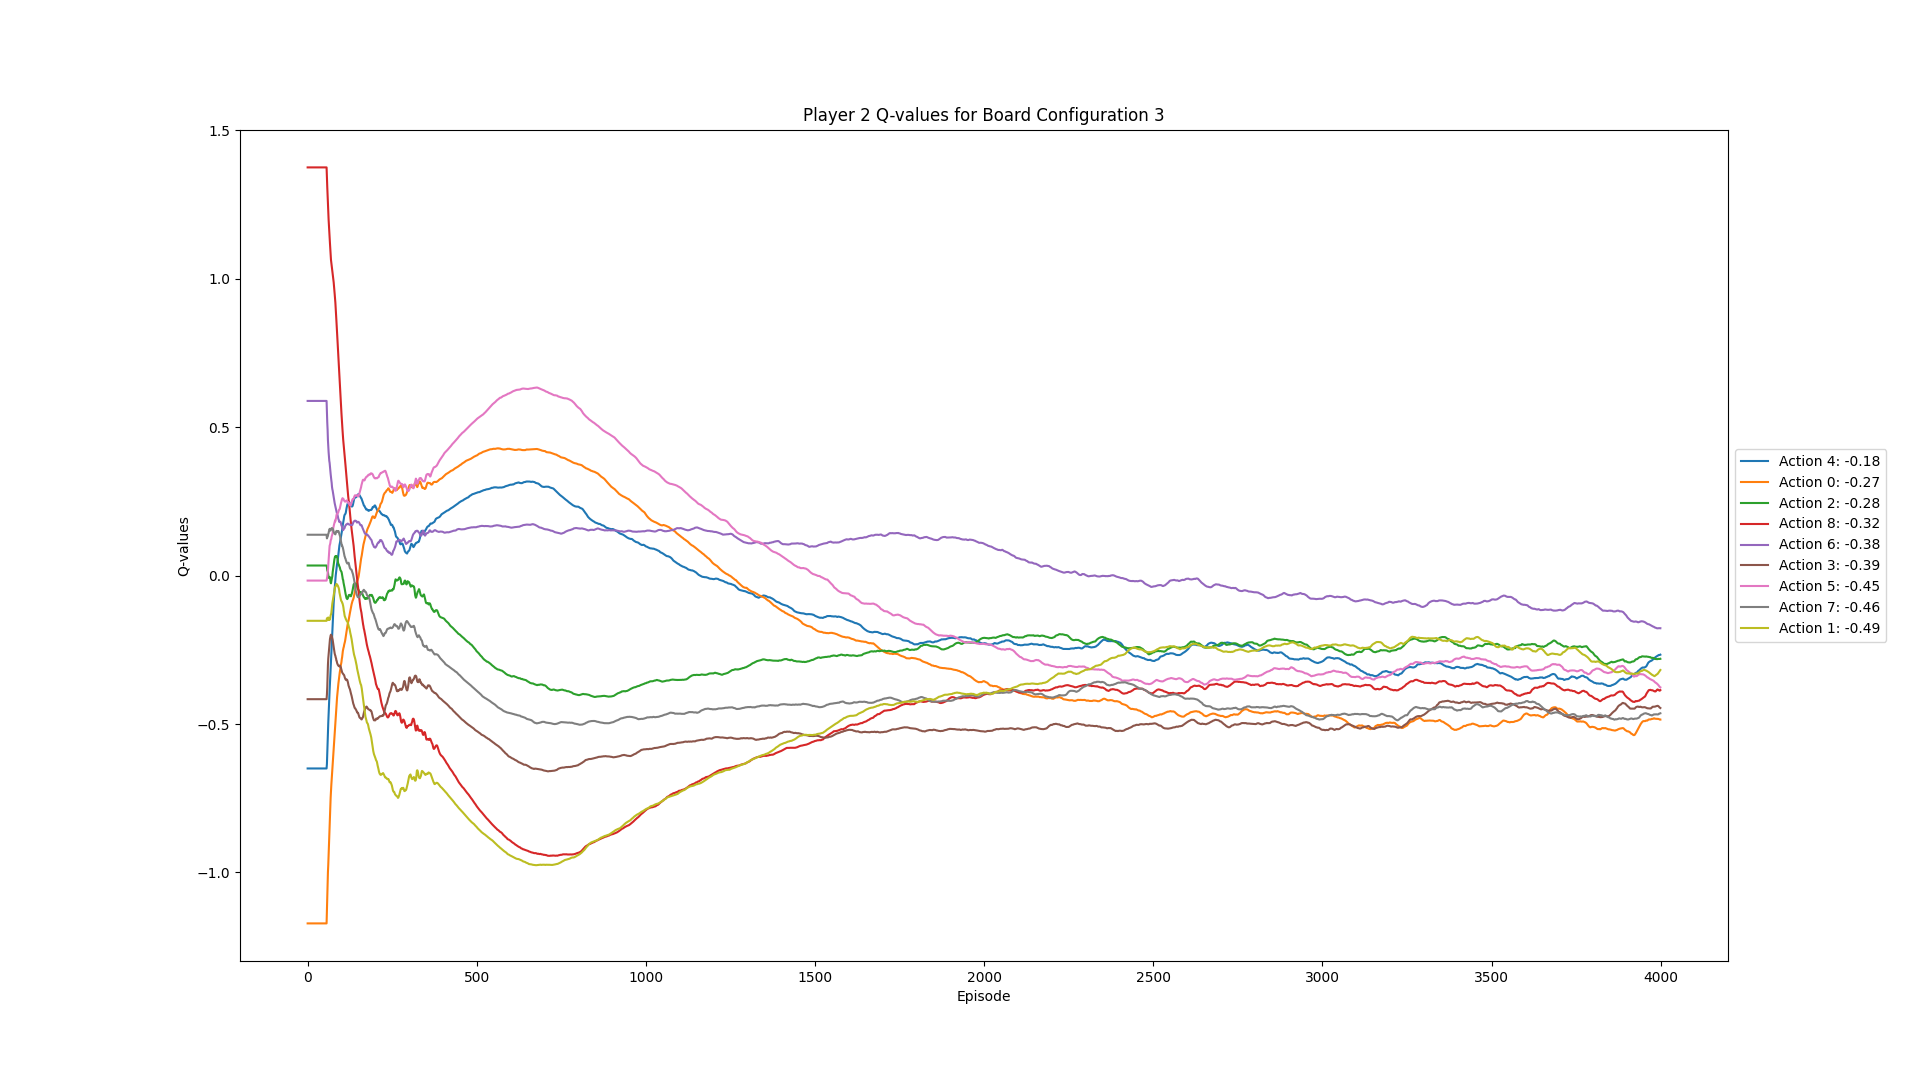 Player 2 Q-values for Board Configuration 3
1.5
1.0
0.5
0.0
−0.5
−1.0
Q-values
0
500
1000
1500
2000
2500
3000
3500
4000
Episode
Action 4: -0.18
Action 0: -0.27
Action 2: -0.28
Action 8: -0.32
Action 6: -0.38
Action 3: -0.39
Action 5: -0.45
Action 7: -0.46
Action 1: -0.49